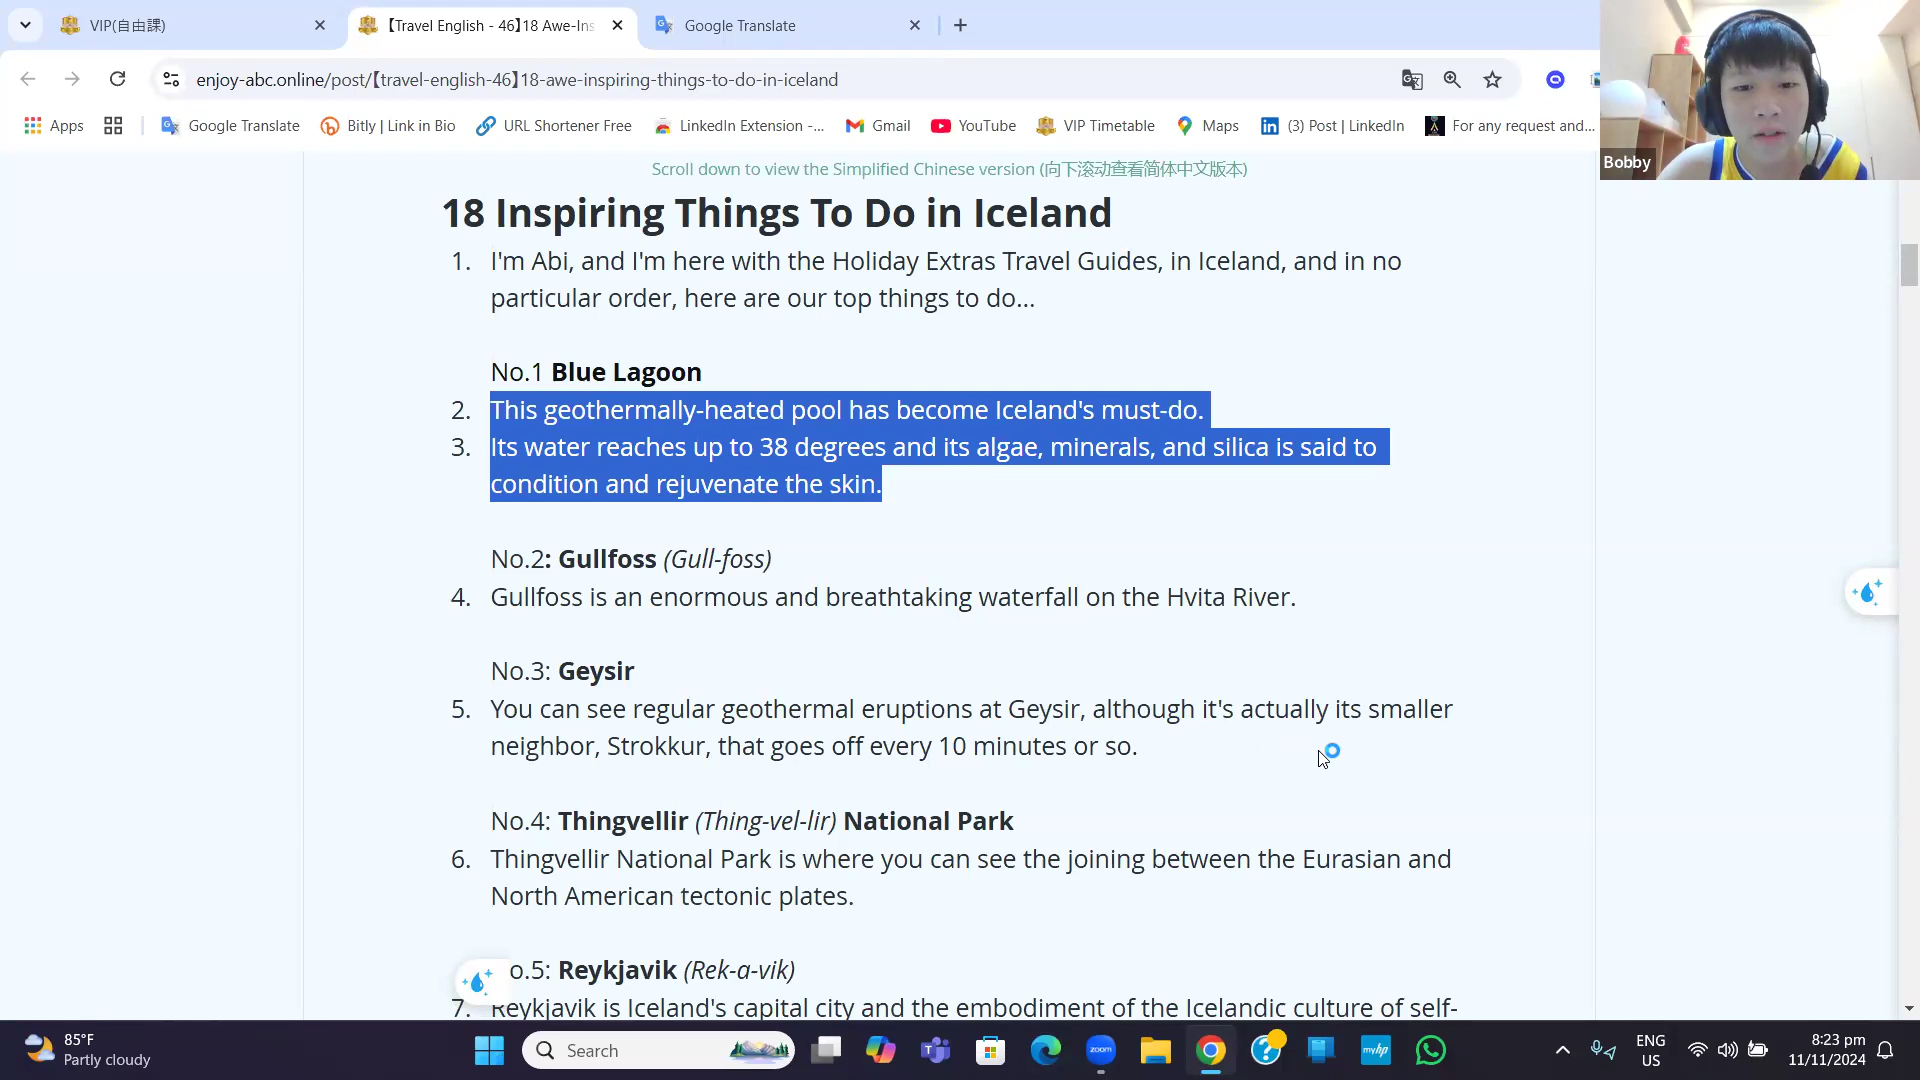 VIP(自由課)
【Travel English - 46】18 Awe-Ins
Google Translate
enjoy-abc.online/post/【travel-english-46】18-awe-inspiring-things-to-do-in-iceland
Apps
Google Translate
Bitly | Link in Bio
URL Shortener Free
LinkedIn Extension -...
Gmail
YouTube
VIP Timetable
Maps
(3) Post | LinkedIn
For any request and...
Bobby
Scroll down to view the Simplified Chinese version (向下滚动查看简体中文版本)
18 Inspiring Things To Do in Iceland
1. I'm Abi, and I'm here with the Holiday Extras Travel Guides, in Iceland, and in no
particular order, here are our top things to do...
No.1 Blue Lagoon
2. This geothermally-heated pool has become Iceland's must-do.
3. Its water reaches up to 38 degrees and its algae, minerals, and silica is said to
condition and rejuvenate the skin.
No.2: Gullfoss (Gull-foss)
4. Gullfoss is an enormous and breathtaking waterfall on the Hvita River.
No.3: Geysir
5. You can see regular geothermal eruptions at Geysir, although it's actually its smaller
neighbor, Strokkur, that goes off every 10 minutes or so.
No.4: Thingvellir (Thing-vel-lir) National Park
6. Thingvellir National Park is where you can see the joining between the Eurasian and
North American tectonic plates.
o.5: Reykjavik (Rek-a-vik)
7. Reykjavik is Iceland's capital city and the embodiment of the Icelandic culture of self-
85°F
Partly cloudy
Search
zoom
myhp
ENG
US
8:23 pm
11/11/2024